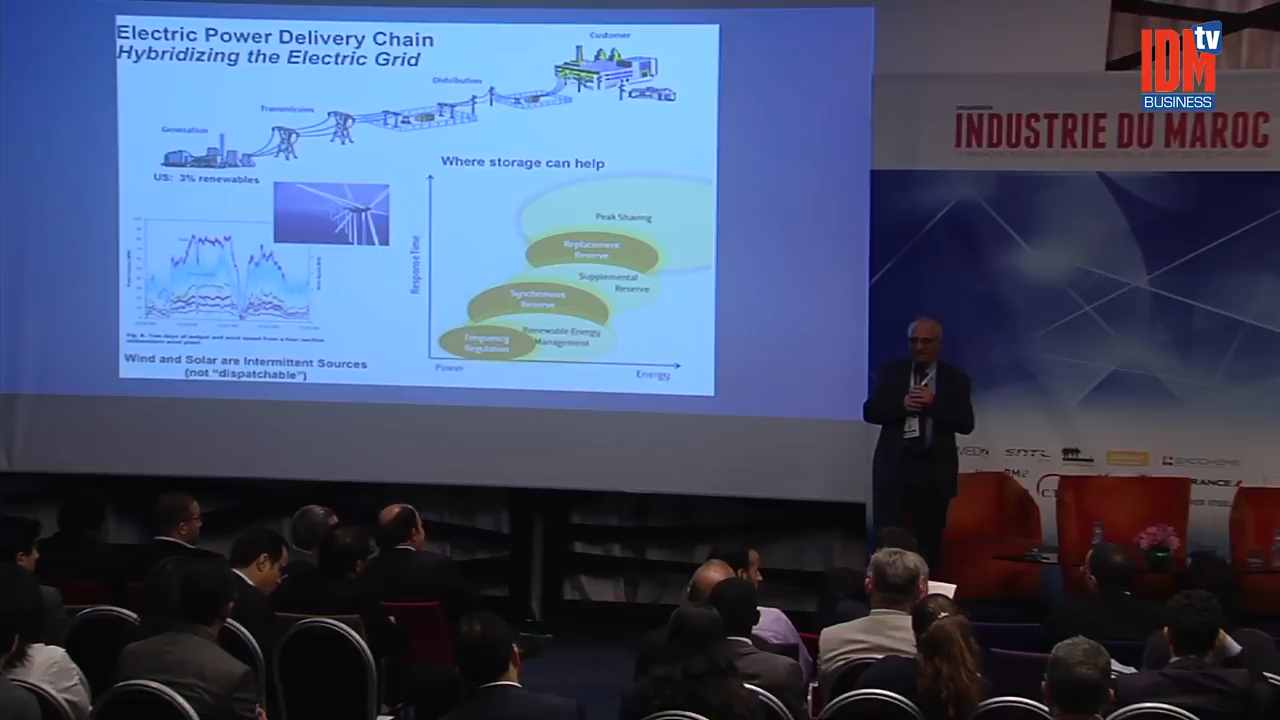 Electric Power Delivery Chain
Hybridizing the Electric Grid
Customer
Distribution
Transmission
Generation
US: 3% renewables
Where storage can help
Response Time
Peak Shaving
Replacement
Reserve
Supplemental
Reserve
Synchronous
Reserve
Renewable Energy
Management
Frequency
Regulation
Power
Energy
Wind and Solar are Intermittent Sources
(not “dispatchable”)
IDM tv
BUSINESS
INDUSTRIE DU MAROC